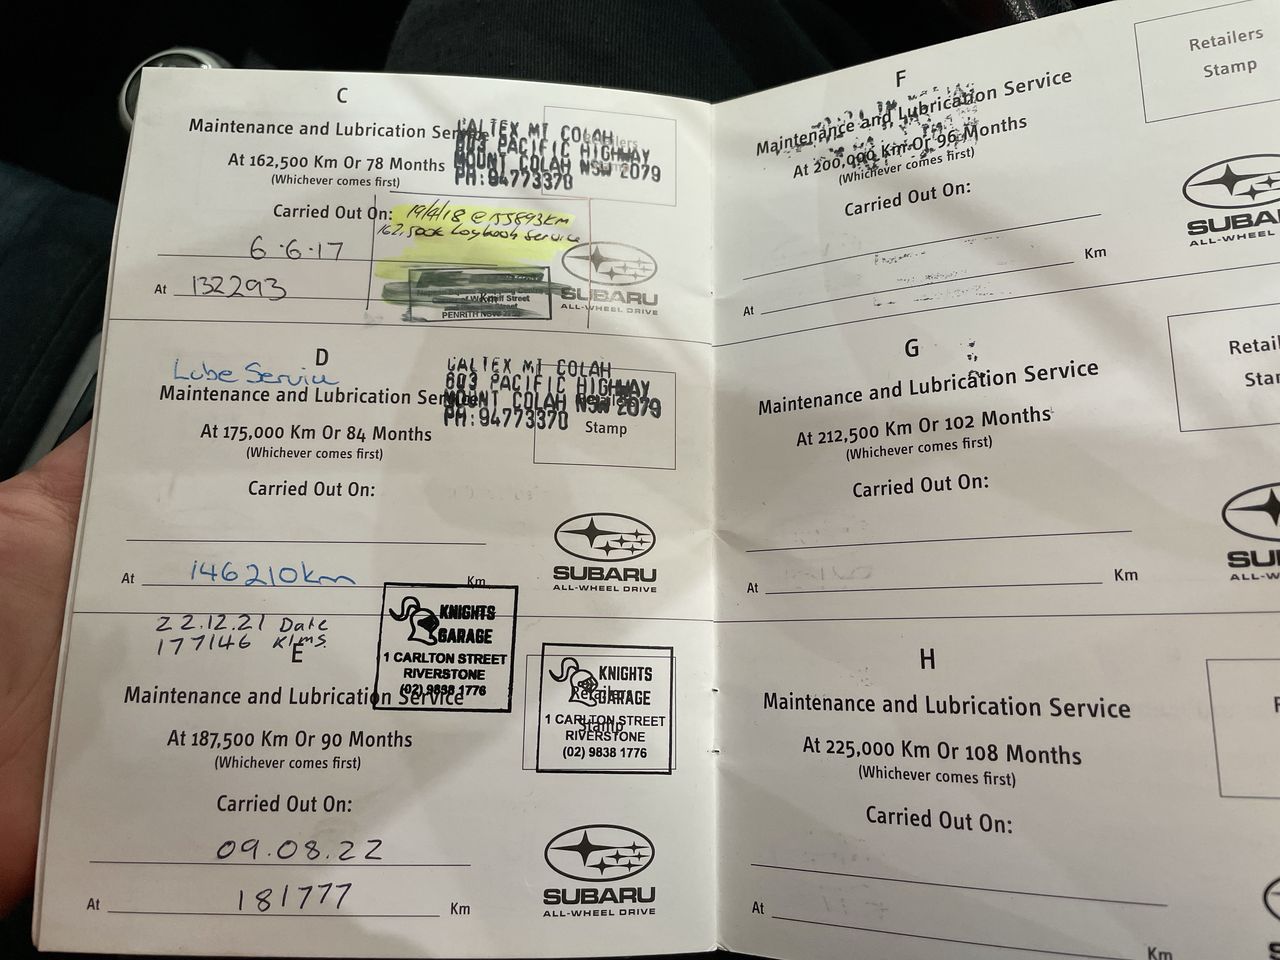 C
Maintenance and Lubrication Service
CALTEX MT COLAH
603 PACIFIC HIGHWAY
MOUNT COLAH NSW 2079
PH:94773370
At 162,500 Km Or 78 Months
(Whichever comes first)
Carried Out On:
19/4/18 @ 155893km
162,500k Logbook Service
6.6.17
At 132293
Street
PENRITH NSW
SUBARU
ALL-WHEEL DRIVE
D
Lube Service
Maintenance and Lubrication Service
CALTEX MT COLAH
603 PACIFIC HIGHWAY
MOUNT COLAH NSW 2079
PH:94773370
Stamp
At 175,000 Km Or 84 Months
(Whichever comes first)
Carried Out On:
At 146210km Km
SUBARU
ALL-WHEEL DRIVE
22.12.21 Date
177146 Klms
KNIGHTS
GARAGE
1 CARLTON STREET
RIVERSTONE
(02) 9838 1776
E
Maintenance and Lubrication Service
Retailers
Stamp
KNIGHTS
GARAGE
1 CARLTON STREET
RIVERSTONE
(02) 9838 1776
At 187,500 Km Or 90 Months
(Whichever comes first)
Carried Out On:
09.08.22
At 181777 Km
SUBARU
ALL-WHEEL DRIVE
F
Retailers
Stamp
Maintenance and Lubrication Service
At 200,000 Km Or 96 Months
(Whichever comes first)
Carried Out On:
SUBARU
ALL-WHEEL
At Km
G
Maintenance and Lubrication Service
At 212,500 Km Or 102 Months
(Whichever comes first)
Carried Out On:
At Km
H
Maintenance and Lubrication Service
At 225,000 Km Or 108 Months
(Whichever comes first)
Carried Out On:
At Km